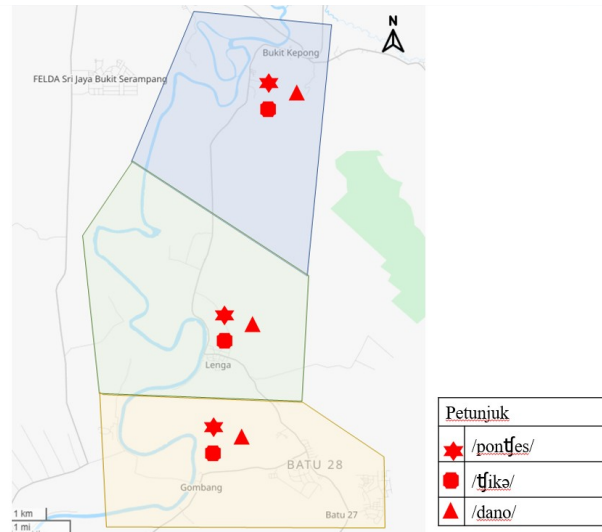 N
Bukit Kepong
FELDA Sri Jaya Bukit Serampang
Lenga
BATU 28
Gombang
Batu 27
1 km
1 mi
Petunjuk
/ponʧes/
/ʧikə/
/dano/